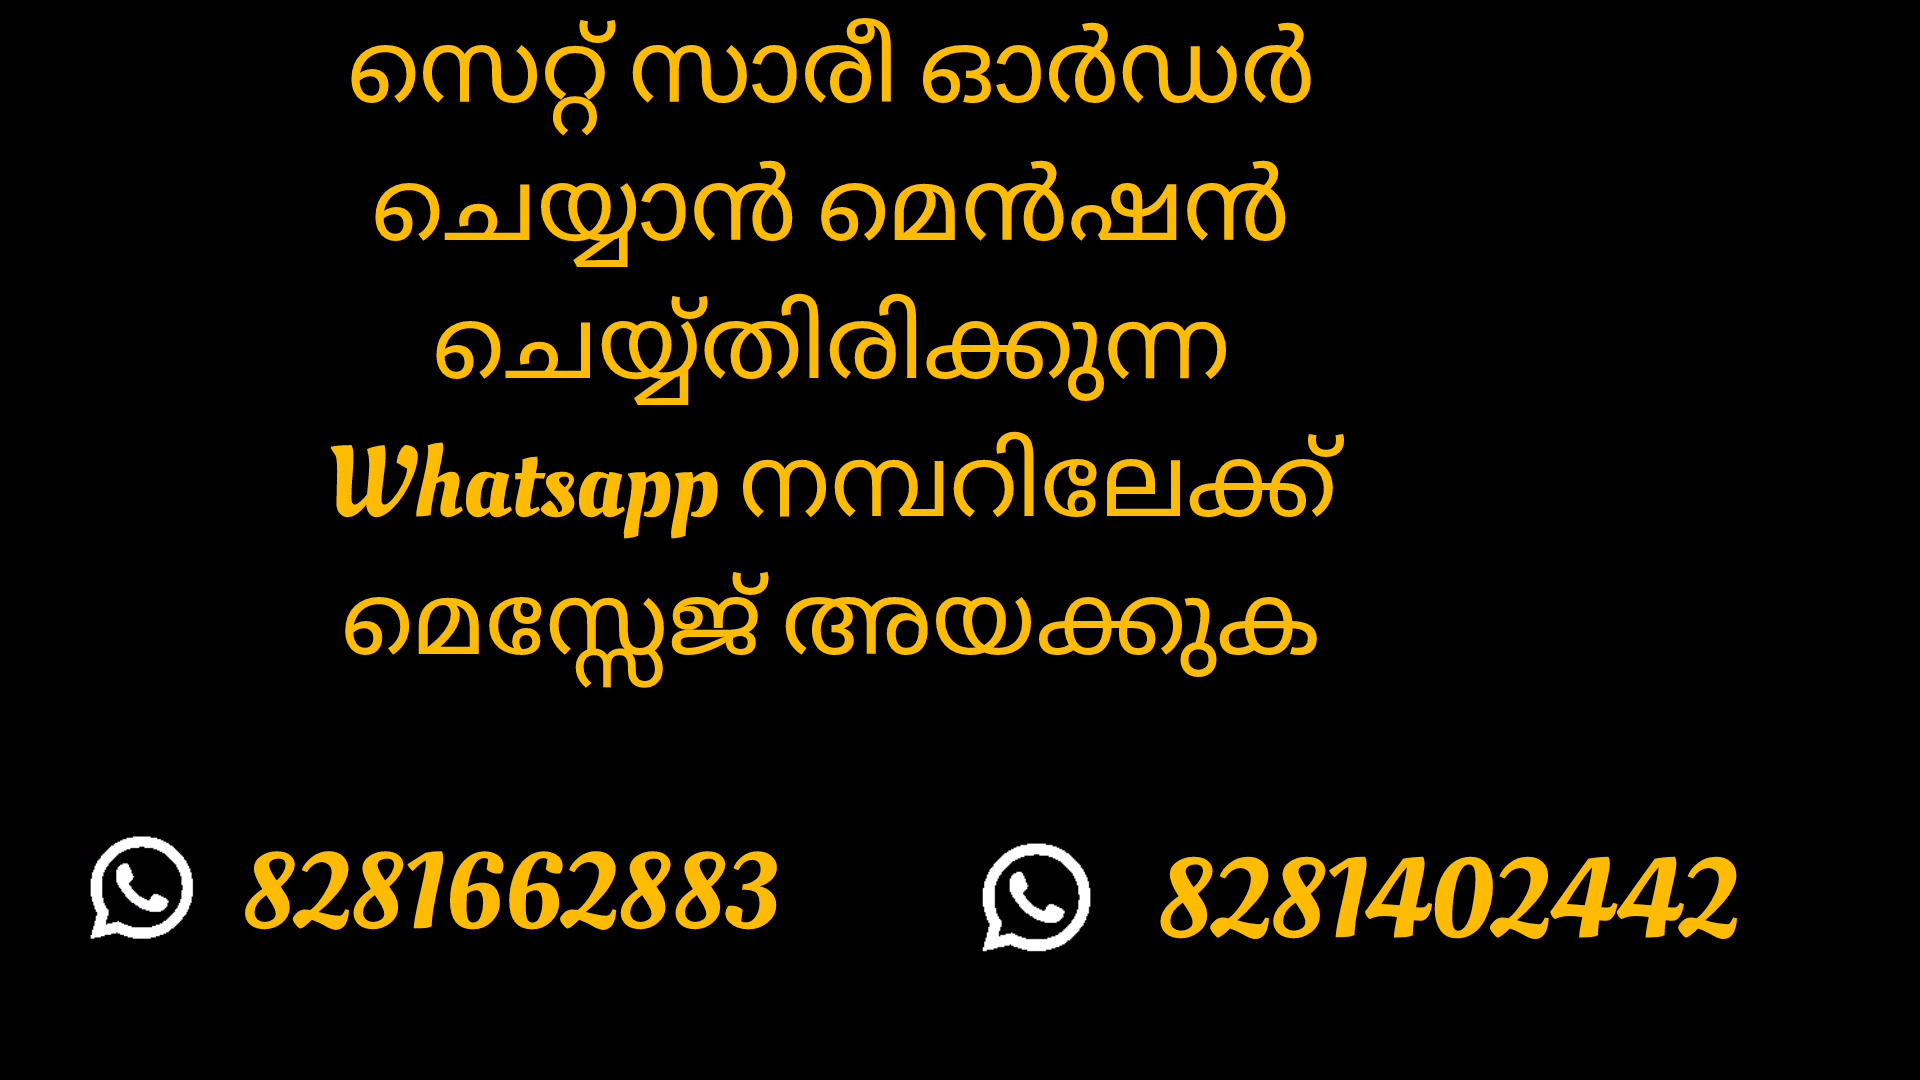 സെറ്റ് സാരീ ഓർഡർ
ചെയ്യാൻ മെൻഷൻ
ചെയ്യ്തിരിക്കുന്ന
Whatsapp നമ്പറിലേക്ക്
മെസ്സേജ് അയക്കുക
8281662883 8281402442